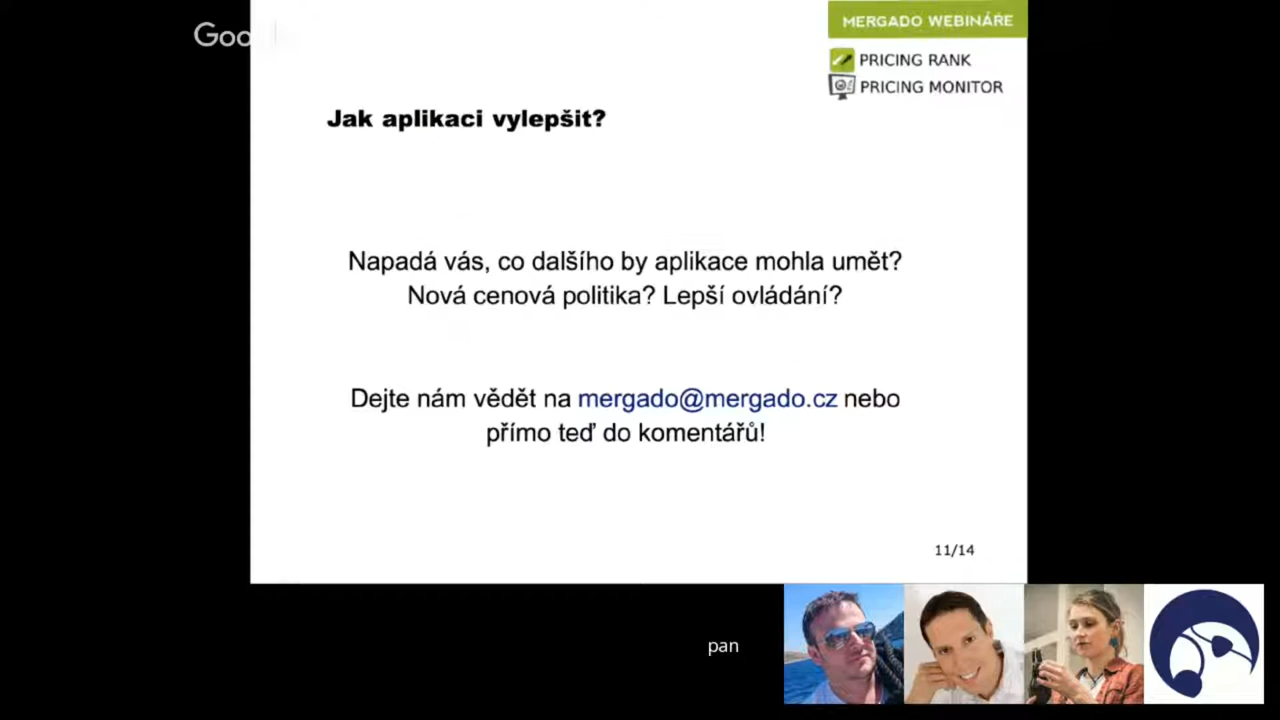 Goo
MERGADO WEBINÁŘE
PRICING RANK
PRICING MONITOR
Jak aplikaci vylepšit?
Napadá vás, co dalšího by aplikace mohla umět?
Nová cenová politika? Lepší ovládání?
Dejte nám vědět na mergado@mergado.cz nebo
přímo teď do komentářů!
11/14
pan